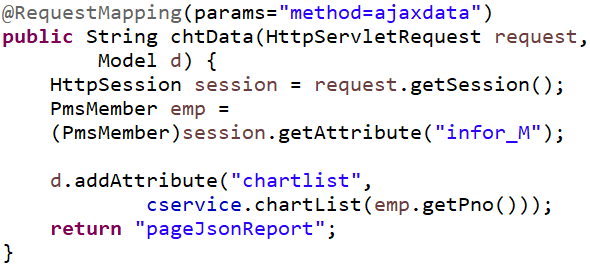 @RequestMapping(params="method=ajaxdata")
public String chtData(HttpServletRequest request,
Model d) {
HttpSession session = request.getSession();
PmsMember emp =
(PmsMember)session.getAttribute("infor_M");
d.addAttribute("chartlist",
cservice.chartList(emp.getPno()));
return "pageJsonReport";
}